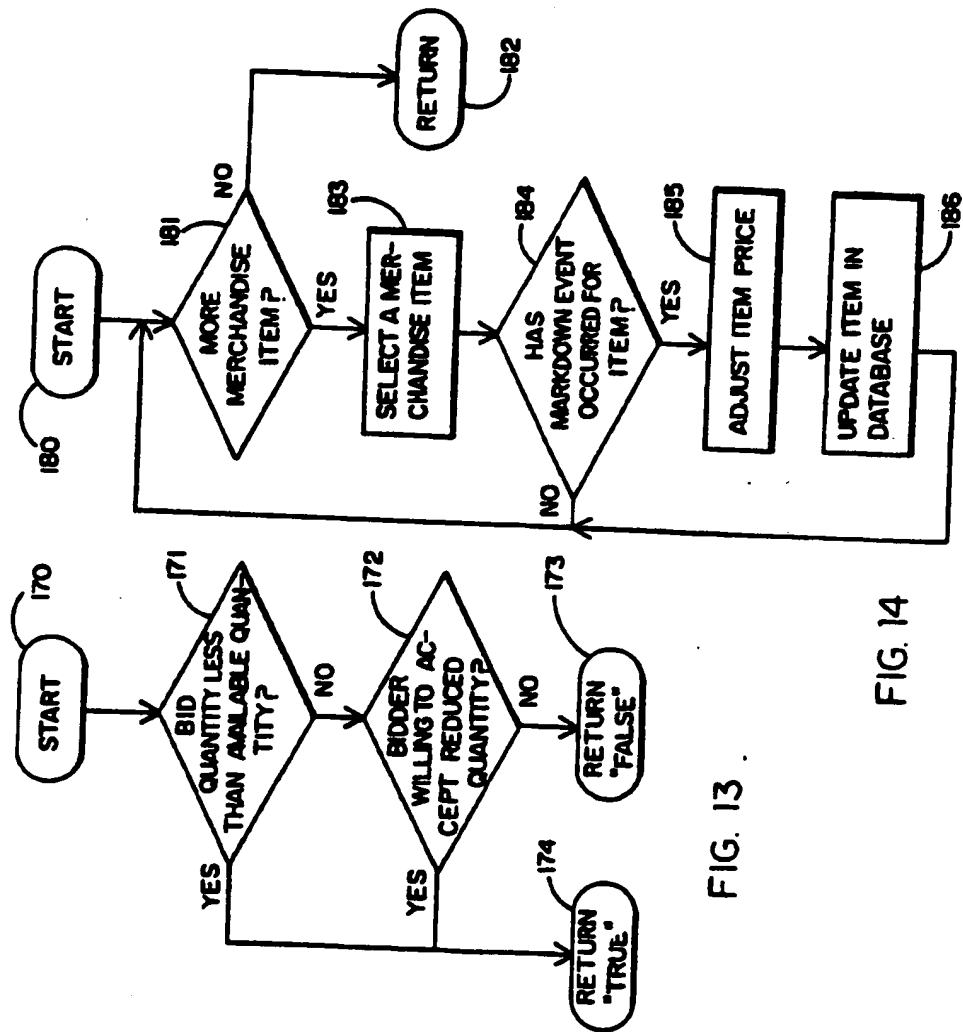 170
START
171
BID
QUANTITY LESS
THAN AVAILABLE QUAN-
TITY?
YES
NO
172
BIDDER
WILLING TO AC-
CEPT REDUCED
QUANTITY?
YES
NO
173
RETURN
"FALSE"
174
RETURN
"TRUE"
FIG. 13
180
START
181
MORE
MERCHANDISE
ITEM?
NO
YES
RETURN
182
183
SELECT A MER-
CHANDISE ITEM
184
HAS
MARKDOWN EVENT
OCCURRED FOR
ITEM?
NO
YES
185
ADJUST ITEM PRICE
186
UPDATE ITEM IN
DATABASE
FIG. 14